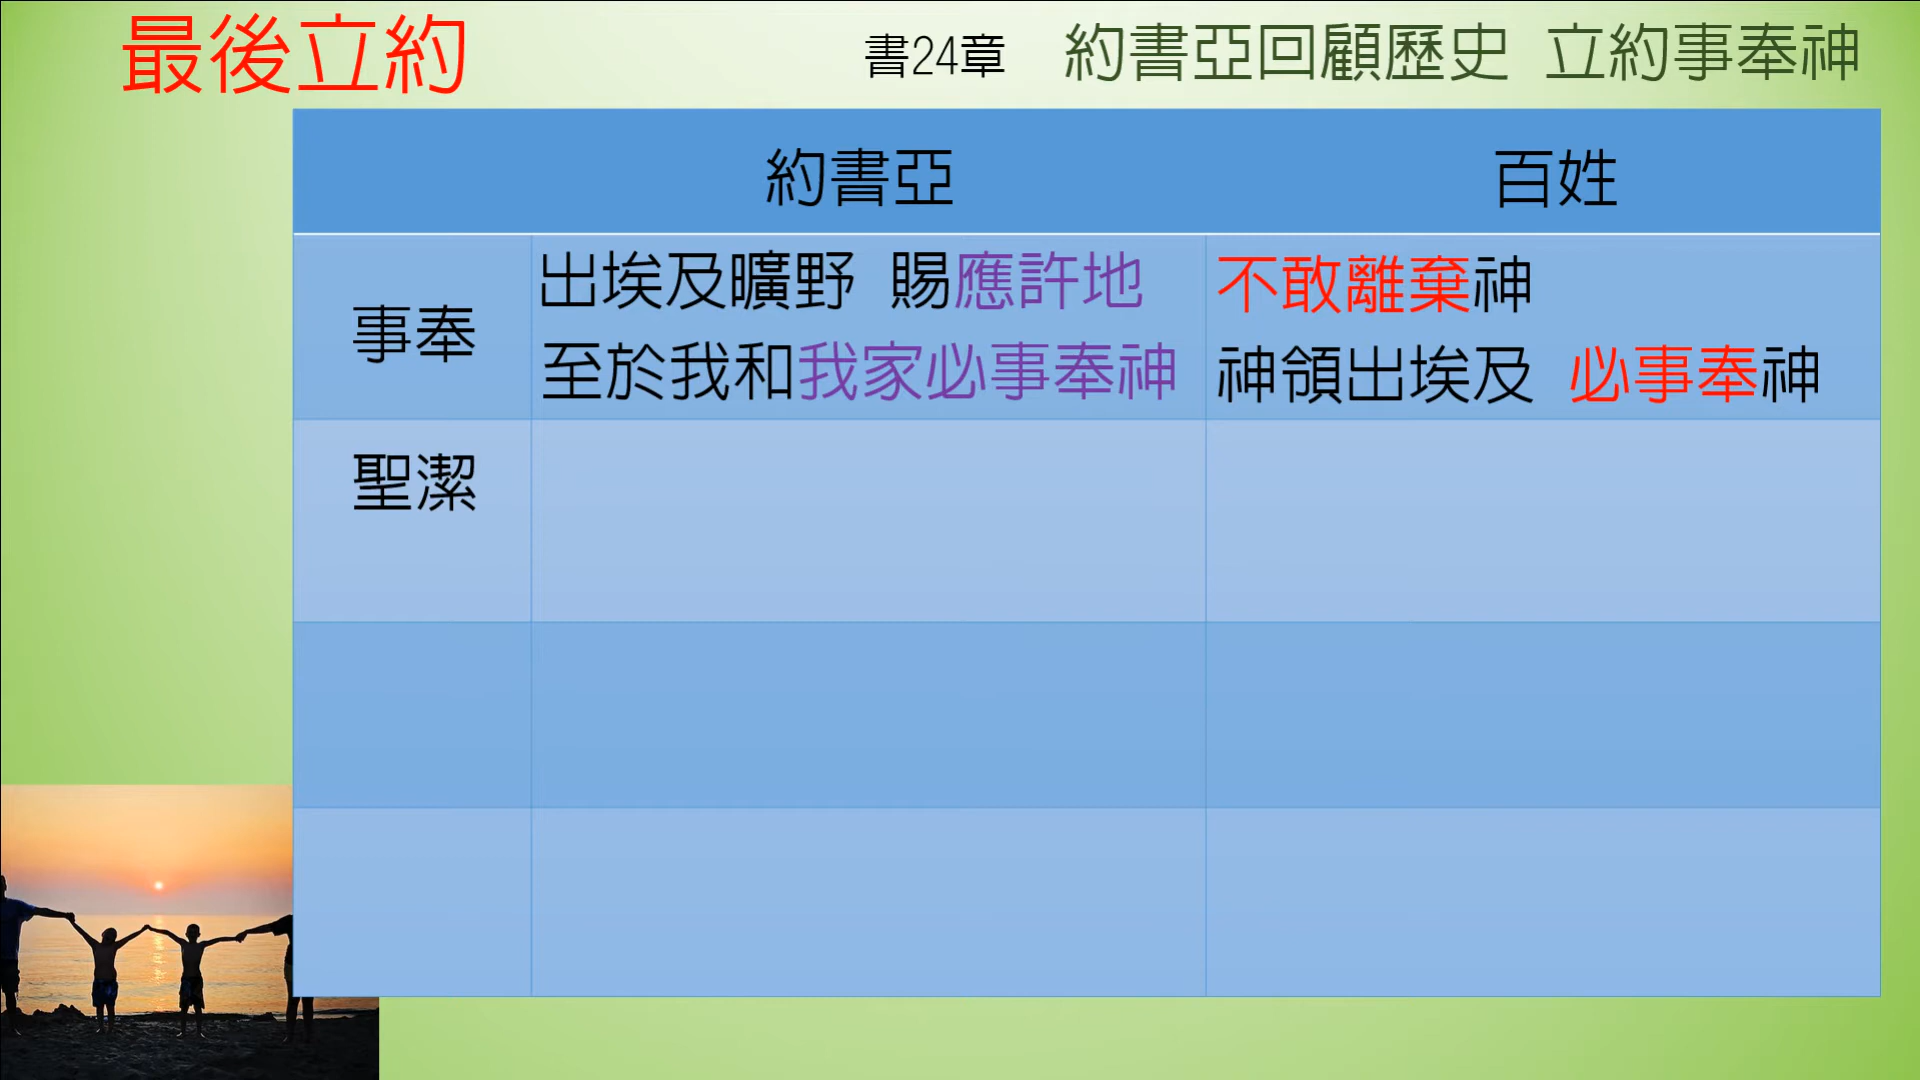 最後立約
書24章 約書亞回顧歷史 立約事奉神
約書亞 百姓
事奉
出埃及曠野 賜應許地
至於我和我家必事奉神
不敢離棄神
神領出埃及 必事奉神
聖潔